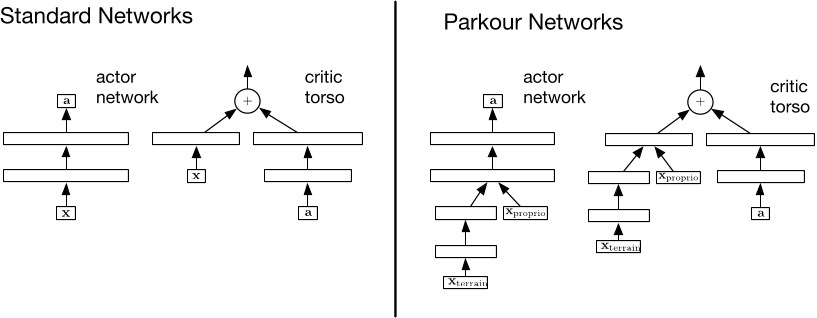 Standard Networks
actor
network
a
x
critic
torso
+
x
a
Parkour Networks
actor
network
a
x_proprio
x_terrain
critic
torso
+
x_proprio
x_terrain
a